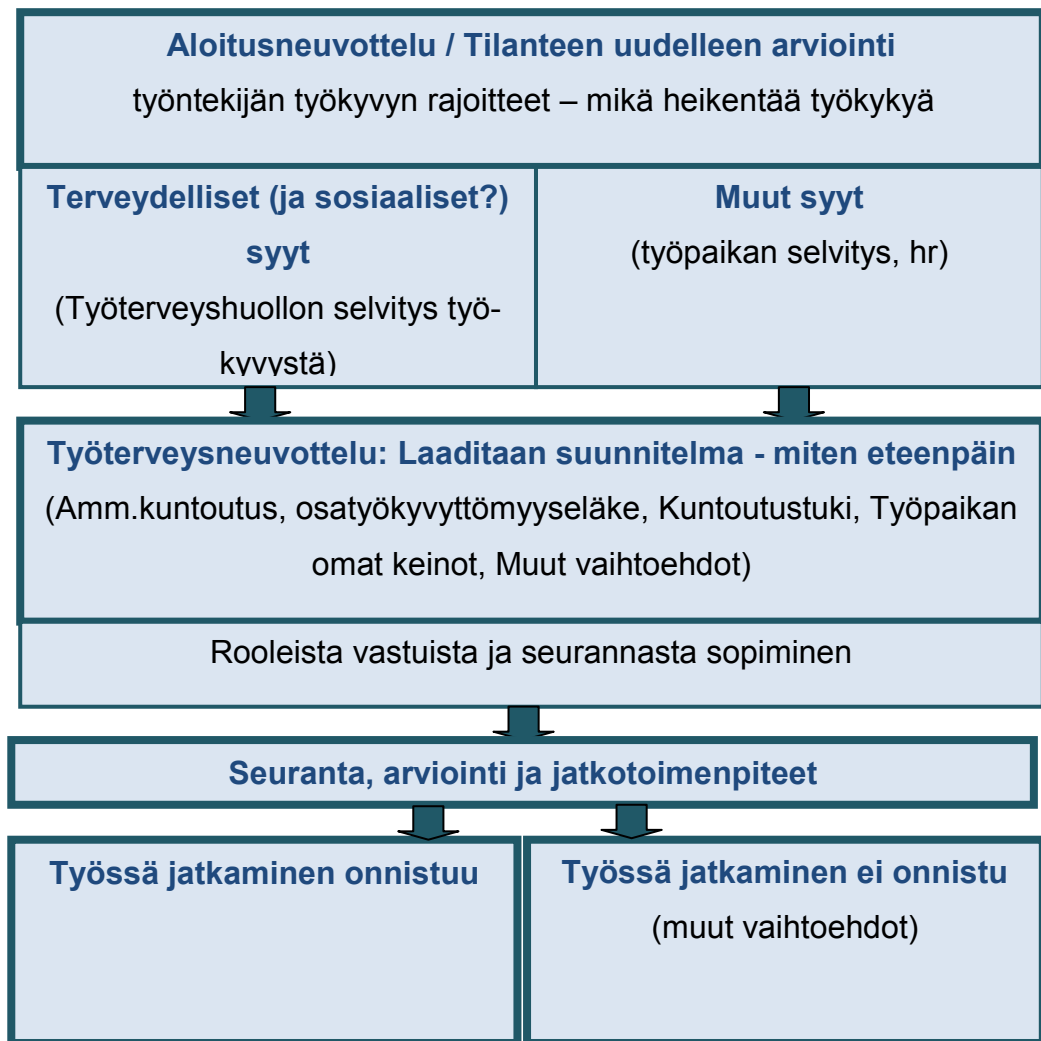 Aloitusneuvottelu / Tilanteen uudelleen arviointi
työntekijän työkyvyn rajoitteet – mikä heikentää työkykyä
Terveydelliset (ja sosiaaliset?)
syyt
(Työterveyshuollon selvitys työ-
kyvystä)
Muut syyt
(työpaikan selvitys, hr)
Työterveysneuvottelu: Laaditaan suunnitelma - miten eteenpäin
(Amm.kuntoutus, osatyökyvyttömyyseläke, Kuntoutustuki, Työpaikan
omat keinot, Muut vaihtoehdot)
Rooleista vastuista ja seurannasta sopiminen
Seuranta, arviointi ja jatkotoimenpiteet
Työssä jatkaminen onnistuu
Työssä jatkaminen ei onnistu
(muut vaihtoehdot)